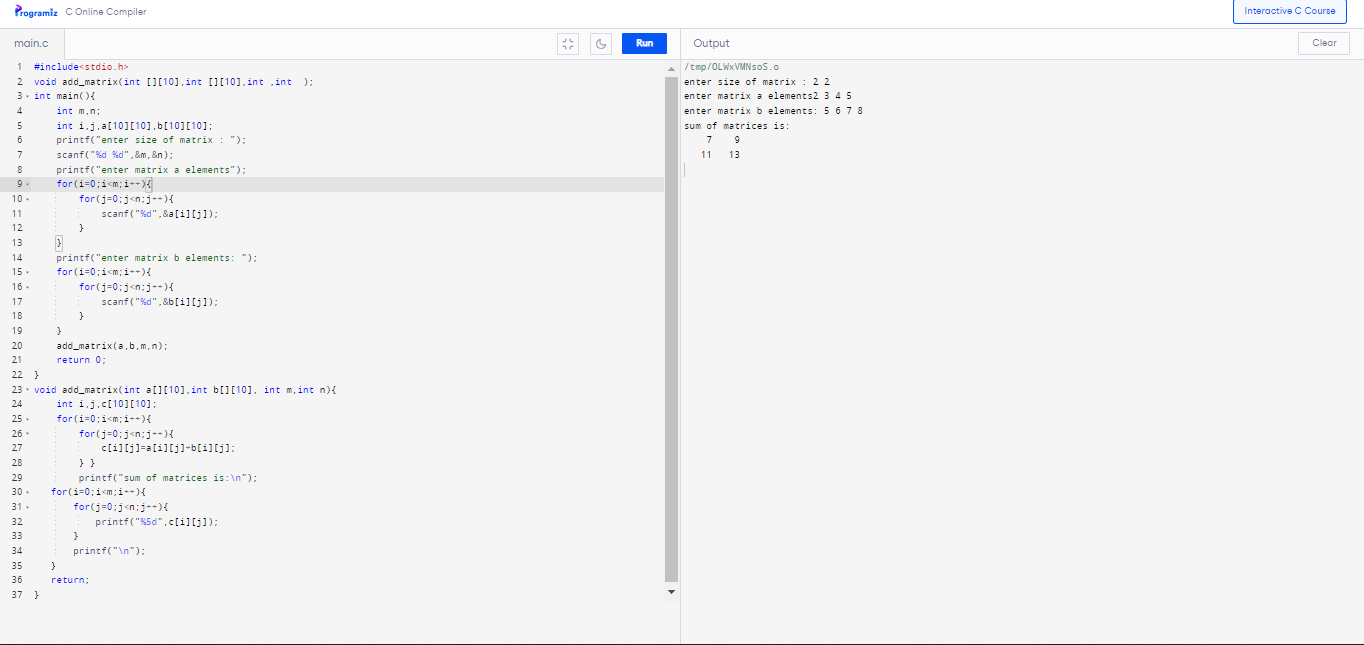 Programiz C Online Compiler Interactive C Course
main.c Run Output Clear
1 #include<stdio.h>
2 void add_matrix(int [][10],int [][10],int ,int  );
3 int main(){
4     int m,n;
5     int i,j,a[10][10],b[10][10];
6     printf("enter size of matrix : ");
7     scanf("%d %d",&m,&n);
8     printf("enter matrix a elements");
9     for(i=0;i<m;i++){
10         for(j=0;j<n;j++){
11             scanf("%d",&a[i][j]);
12         }
13     }
14     printf("enter matrix b elements: ");
15     for(i=0;i<m;i++){
16         for(j=0;j<n;j++){
17             scanf("%d",&b[i][j]);
18         }
19     }
20     add_matrix(a,b,m,n);
21     return 0;
22 }
23 void add_matrix(int a[][10],int b[][10], int m,int n){
24     int i,j,c[10][10];
25     for(i=0;i<m;i++){
26         for(j=0;j<n;j++){
27             c[i][j]=a[i][j]+b[i][j];
28         } }
29         printf("sum of matrices is:\n");
30    for(i=0;i<m;i++){
31        for(j=0;j<n;j++){
32            printf("%5d",c[i][j]);
33        }
34        printf("\n");
35    }
36    return;
37 }
/tmp/OLWxVMNsoS.o
enter size of matrix : 2 2
enter matrix a elements2 3 4 5
enter matrix b elements: 5 6 7 8
sum of matrices is:
    7    9
   11   13